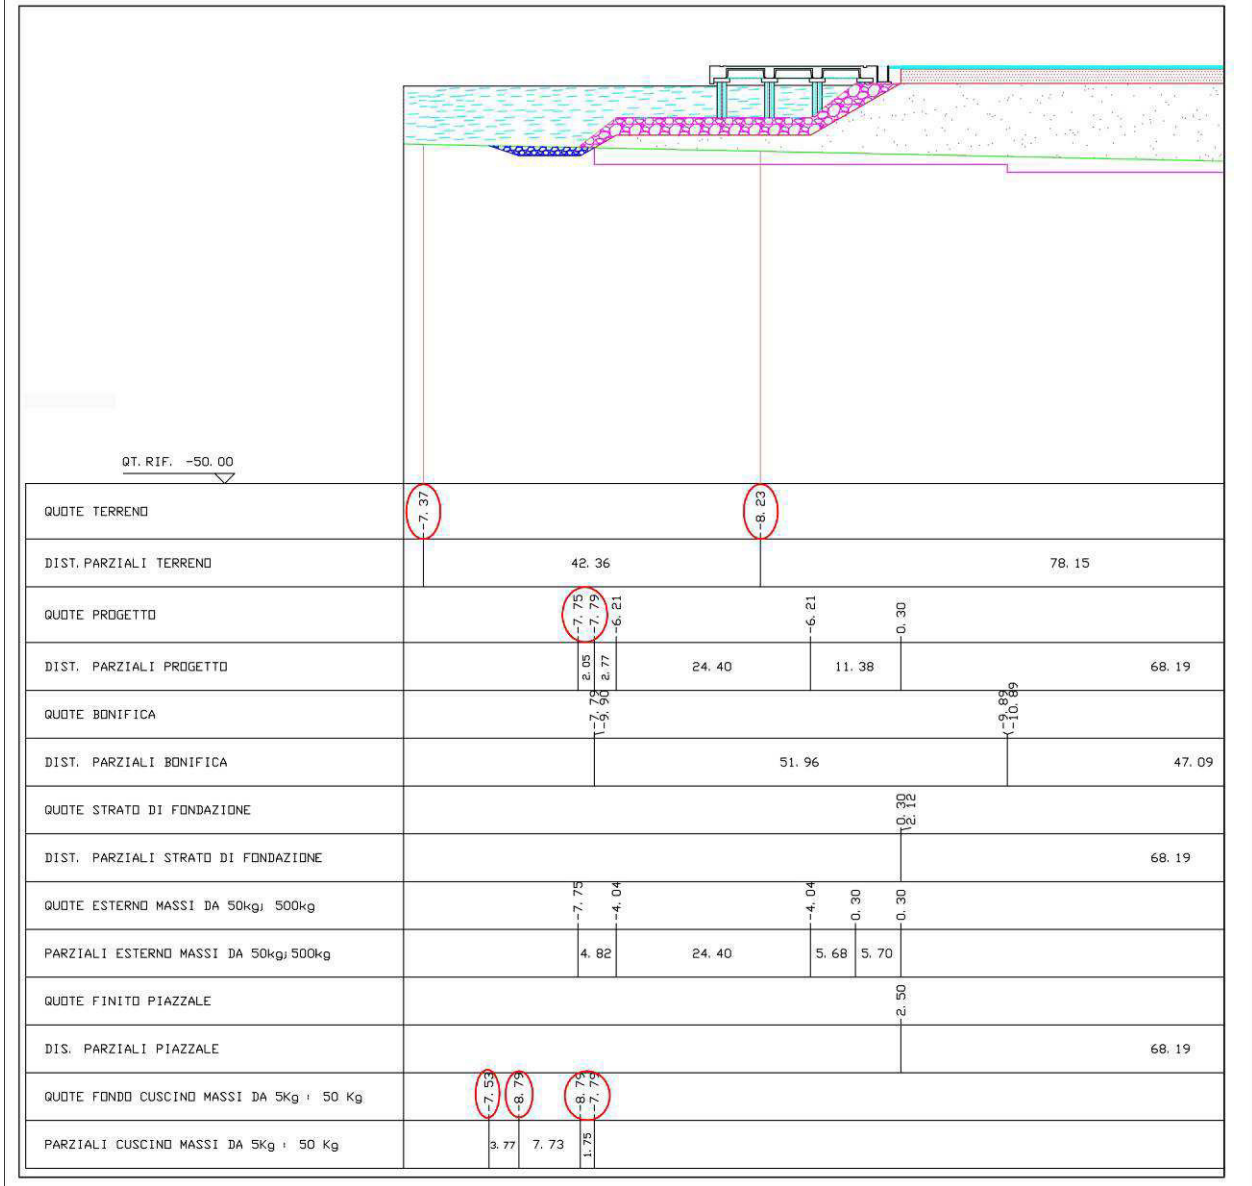 QT. RIF. -50. 00
QUOTE TERRENO -7. 37 -8. 23
DIST. PARZIALI TERRENO 42. 36 78. 15
QUOTE PROGETTO -7. 75 -7. 79 -6. 21 -6. 21 0. 30
DIST. PARZIALI PROGETTO 2. 05 2. 77 24. 40 11. 38 68. 19
QUOTE BONIFICA -7. 79 -9. 90 -9. 89 -10. 89
DIST. PARZIALI BONIFICA 51. 96 47. 09
QUOTE STRATO DI FONDAZIONE 0. 30 2. 12
DIST. PARZIALI STRATO DI FONDAZIONE 68. 19
QUOTE ESTERNO MASSI DA 50kg; 500kg -7. 75 -4. 04 -4. 04 0. 30 0. 30
PARZIALI ESTERNO MASSI DA 50kg;500kg 4. 82 24. 40 5. 68 5. 70
QUOTE FINITO PIAZZALE 2. 50
DIS. PARZIALI PIAZZALE 68. 19
QUOTE FONDO CUSCINO MASSI DA 5Kg : 50 Kg -7. 53 -8. 79 -8. 79 -7. 79
PARZIALI CUSCINO MASSI DA 5Kg : 50 Kg 3. 77 7. 73 1. 75